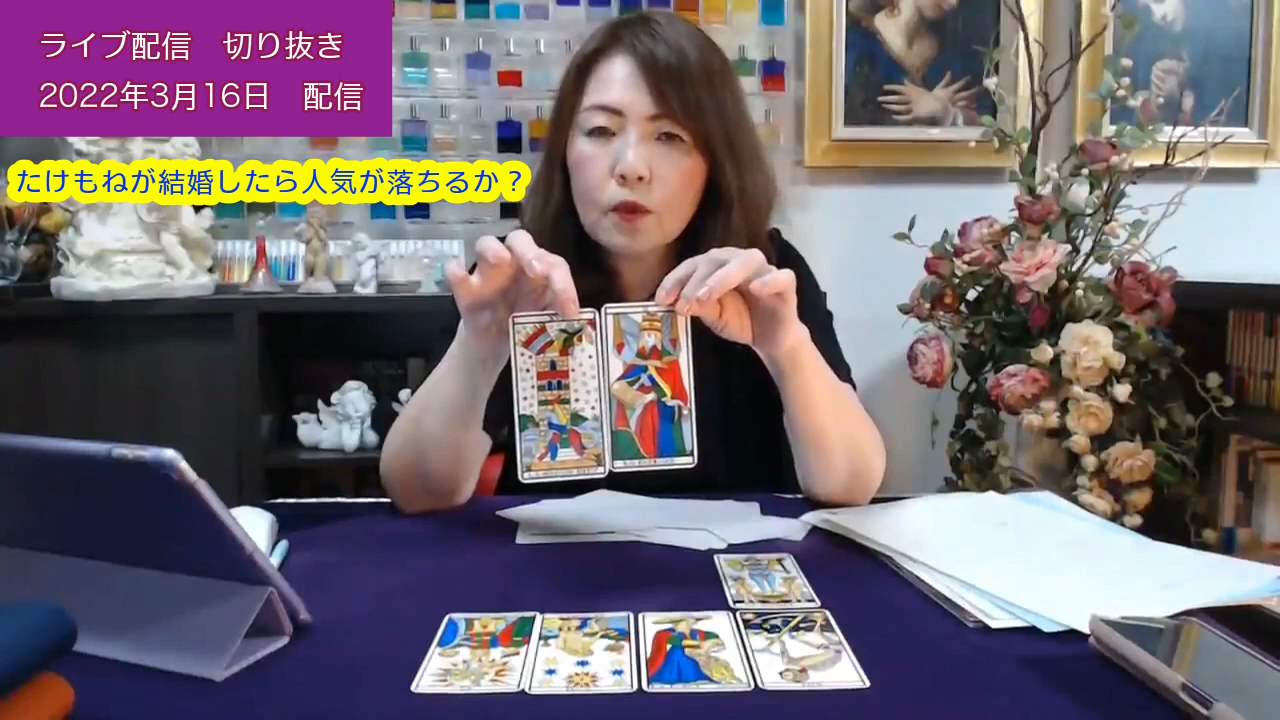 ライブ配信　切り抜き
2022年3月16日　配信
たけもねが結婚したら人気が落ちるか？